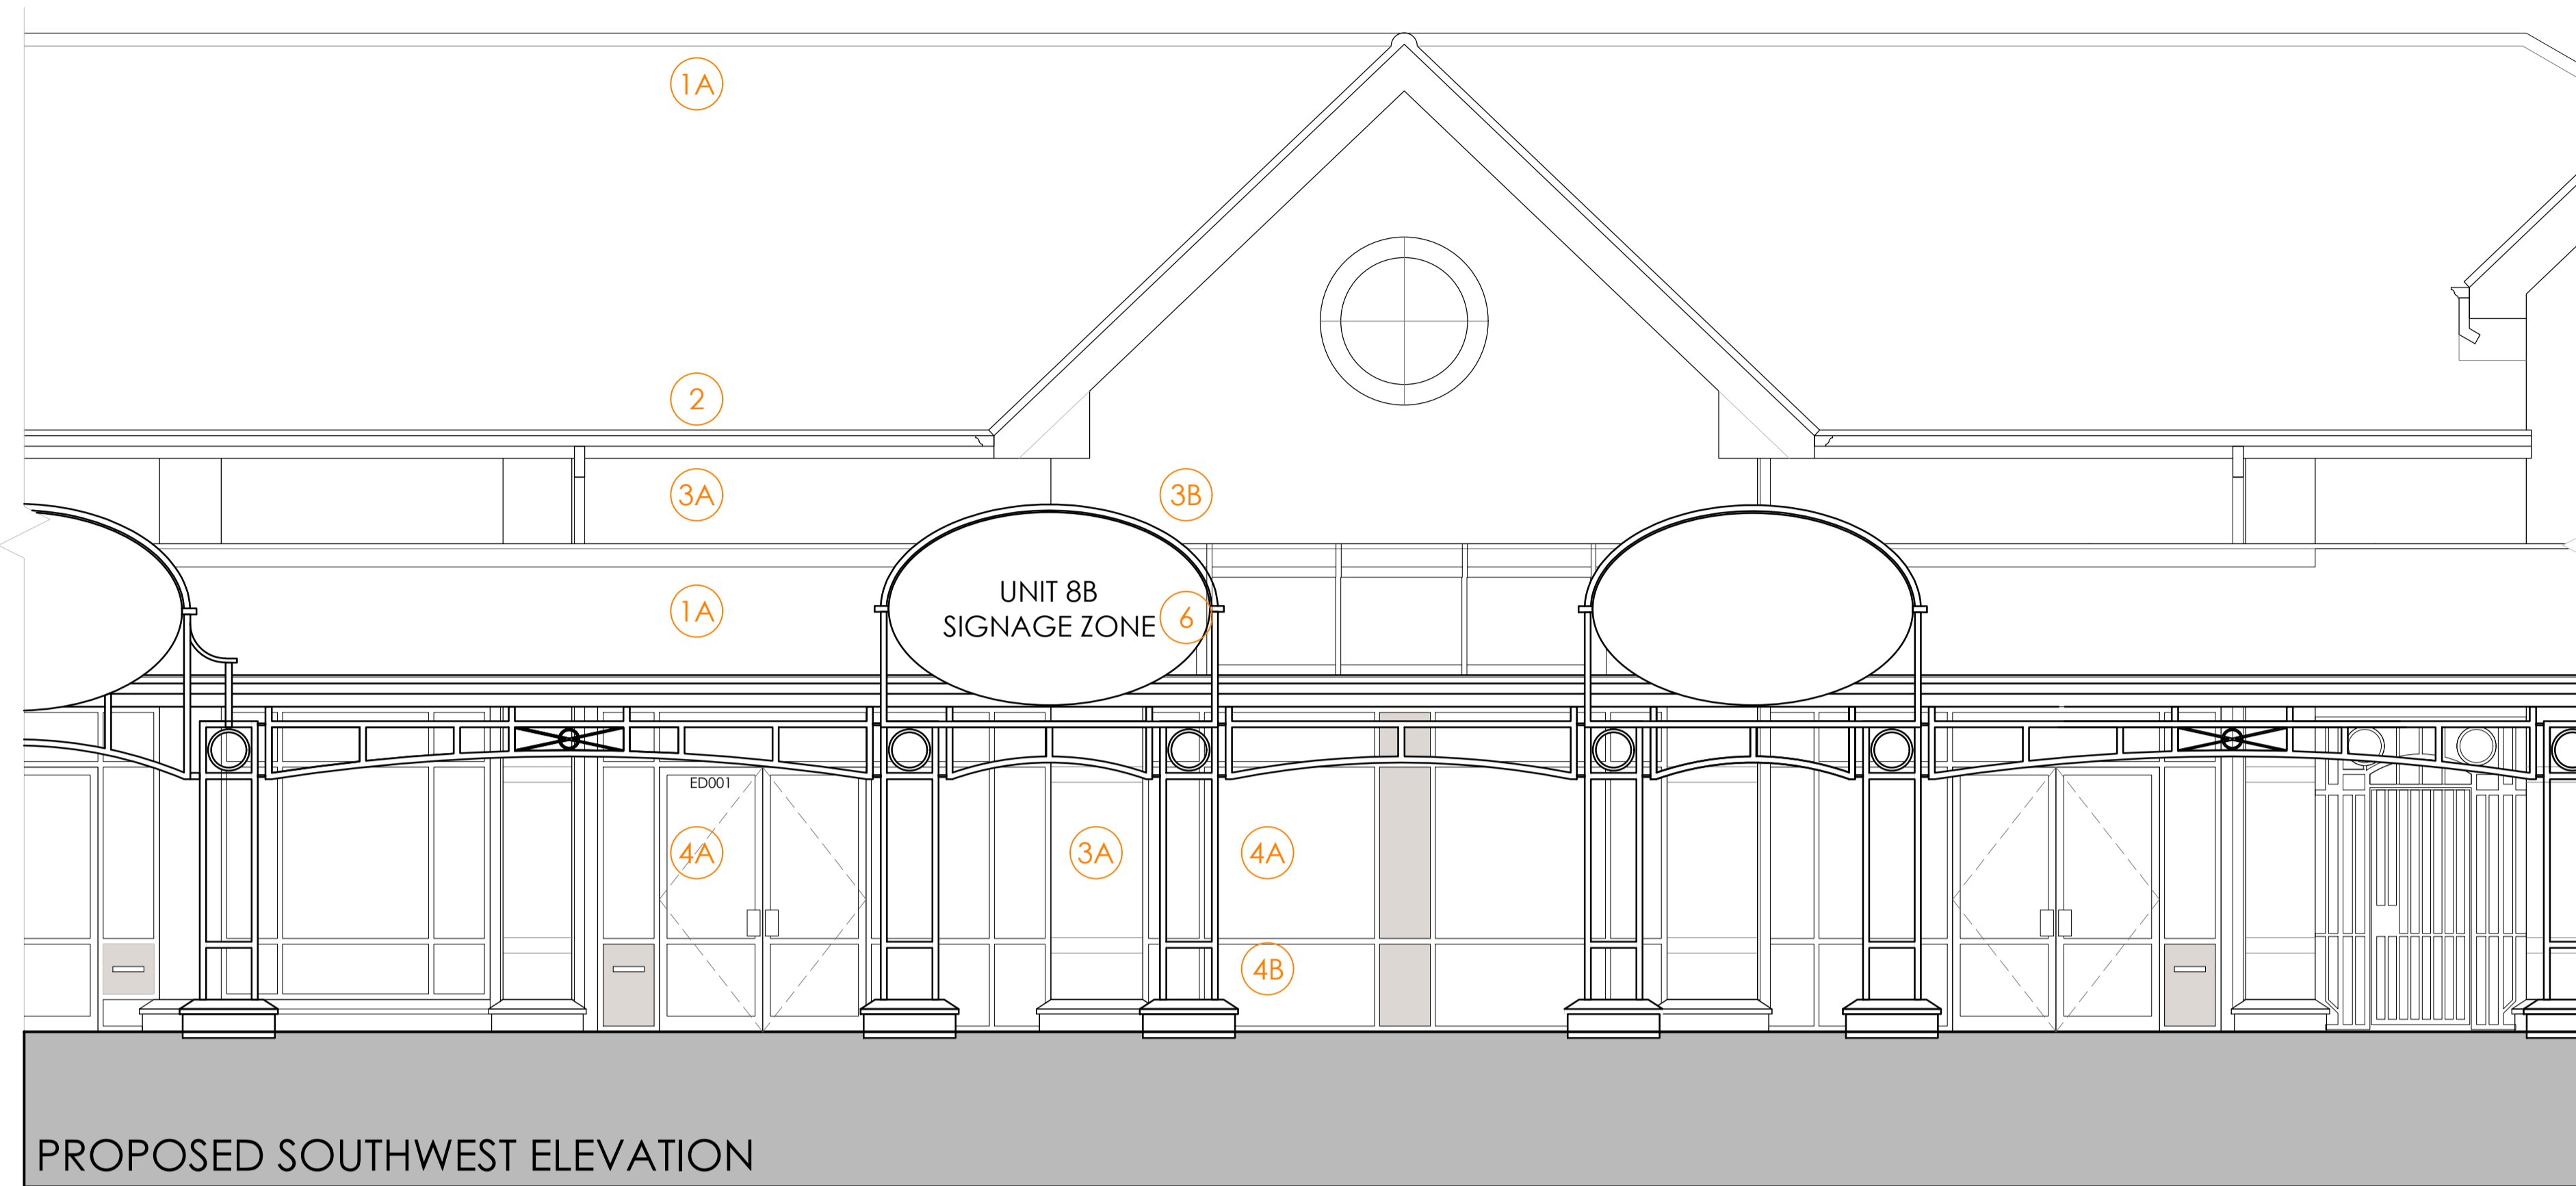 1A
2
3A
3B
UNIT 8B
SIGNAGE ZONE
1A
6
ED001
4A
3A
4A
4B
PROPOSED SOUTHWEST ELEVATION